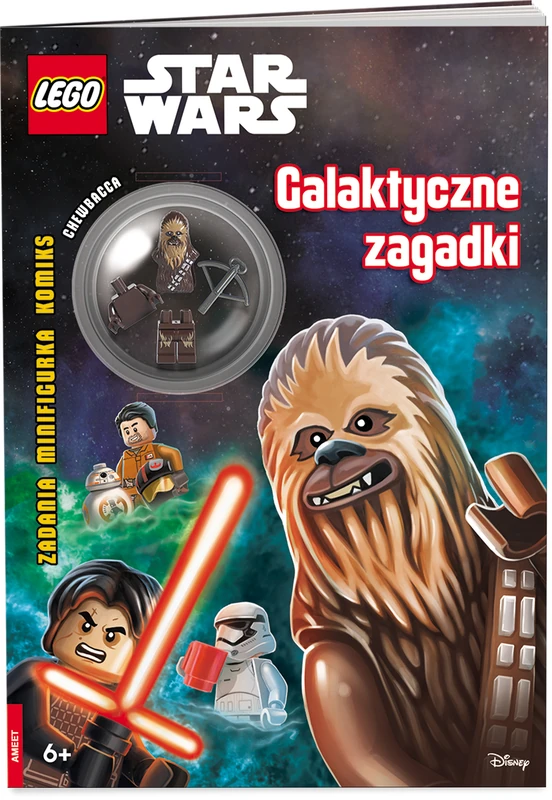 LEGO
STAR
WARS
Galaktyczne
zagadki
CHEWBACCA
ZADANIA MINIFIGURKA KOMIKS
AMEET
6+
Disney